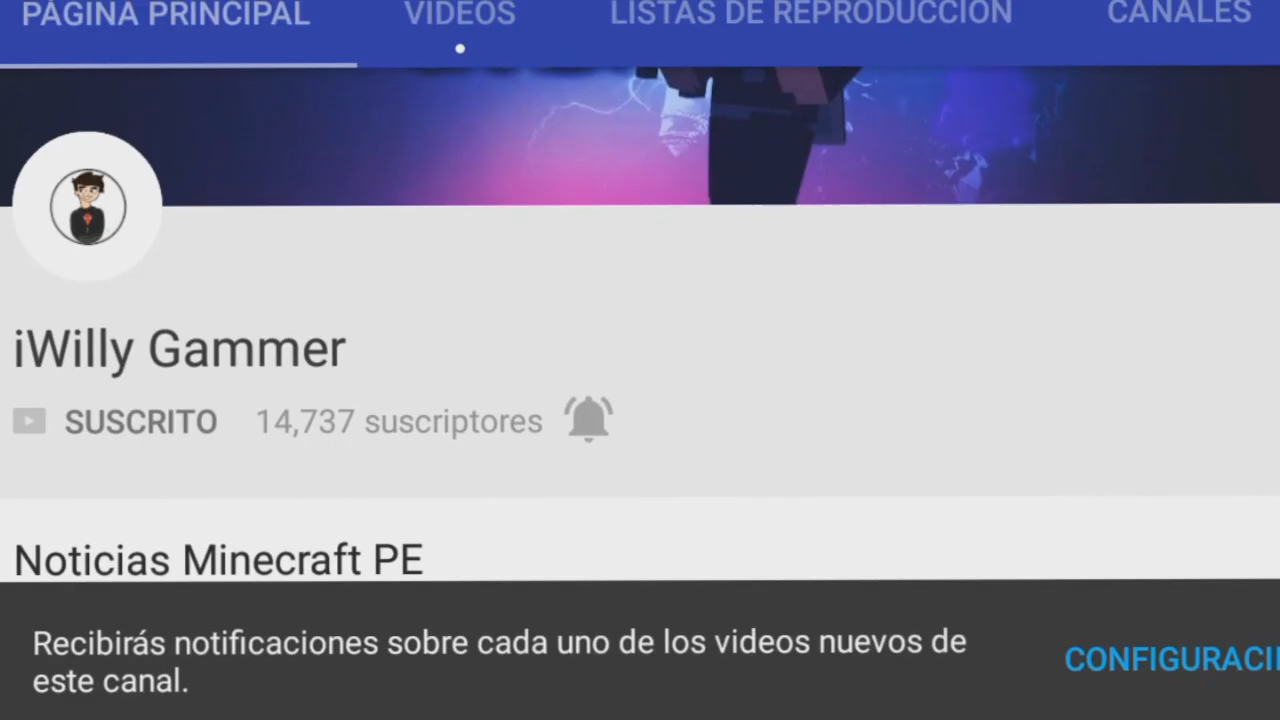 PÁGINA PRINCIPAL VIDEOS LISTAS DE REPRODUCCIÓN CANALES
iWilly Gammer
SUSCRITO 14,737 suscriptores
Noticias Minecraft PE
Recibirás notificaciones sobre cada uno de los videos nuevos de
este canal.